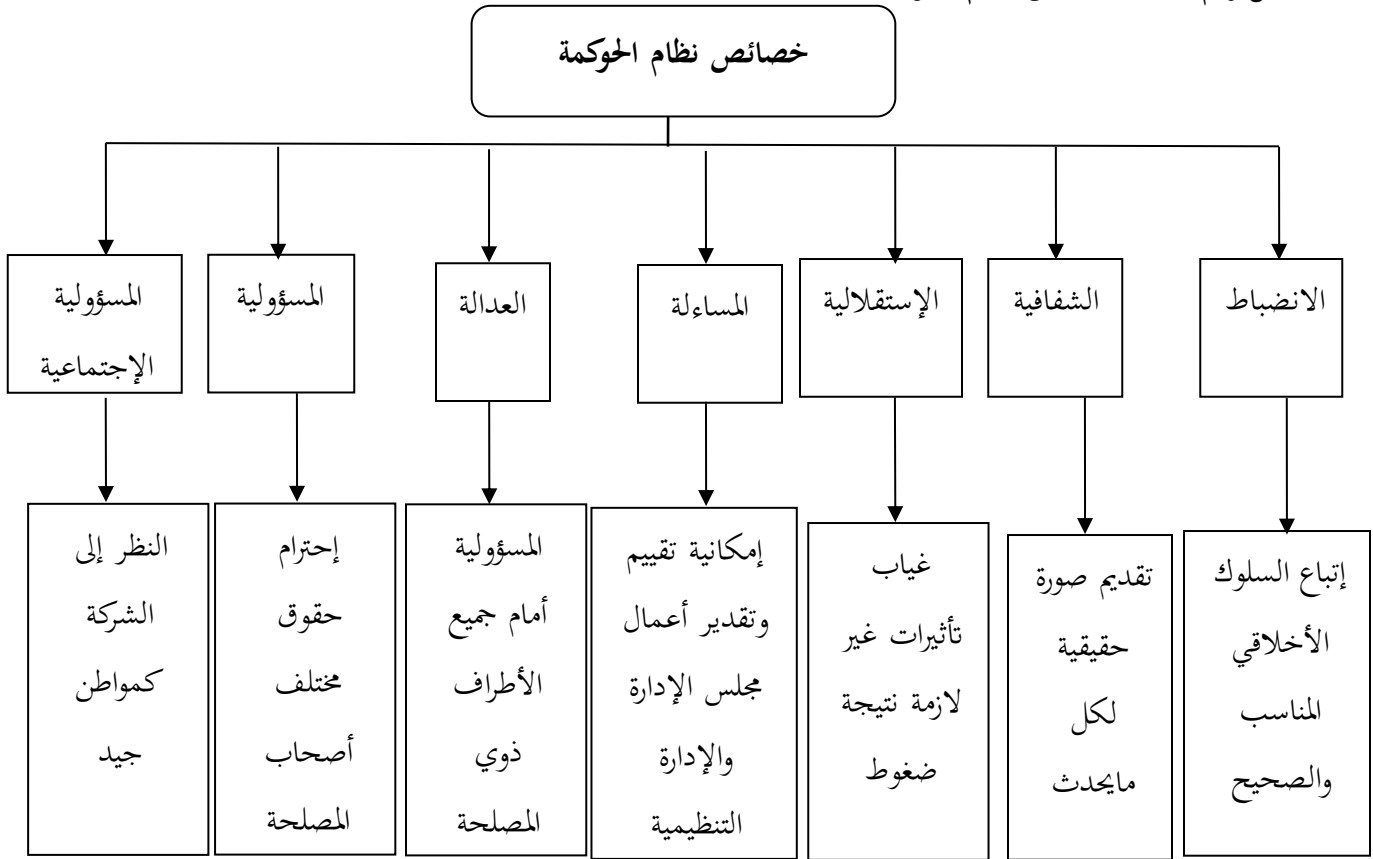 خصائص نظام الحوكمة
الانضباط
الشفافية
الإستقلالية
المساءلة
العدالة
المسؤولية
المسؤولية
الإجتماعية
إتباع السلوك
الأخلاقي
المناسب
والصحيح
تقديم صورة
حقيقية
لكل
مايحدث
غياب
تأثيرات غير
لازمة نتيجة
ضغوط
إمكانية تقييم
وتقدير أعمال
مجلس الإدارة
والإدارة
التنظيمية
المسؤولية
أمام جميع
الأطراف
ذوي
المصلحة
إحترام
حقوق
مختلف
أصحاب
المصلحة
النظر إلى
الشركة
كمواطن
جيد